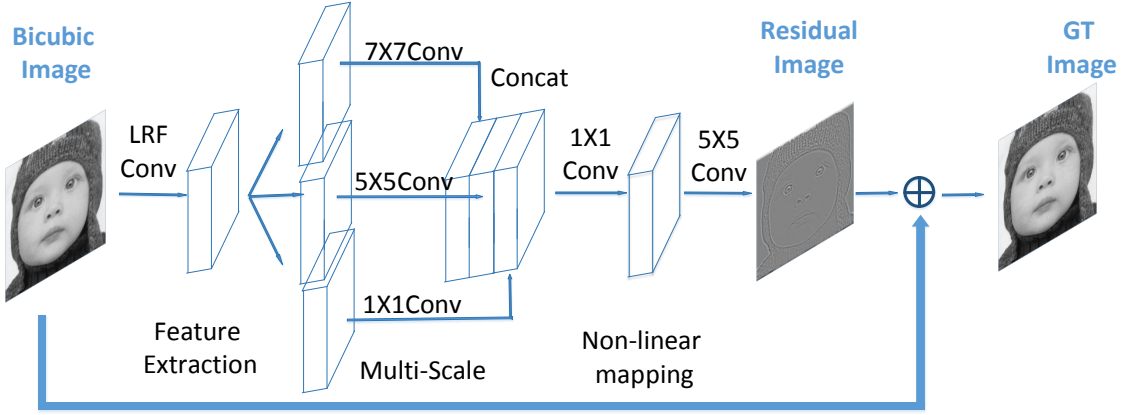 Bicubic
Image
LRF
Conv
Feature
Extraction
7X7Conv
5X5Conv
1X1Conv
Multi-Scale
Concat
1X1
Conv
Non-linear
mapping
5X5
Conv
Residual
Image
GT
Image